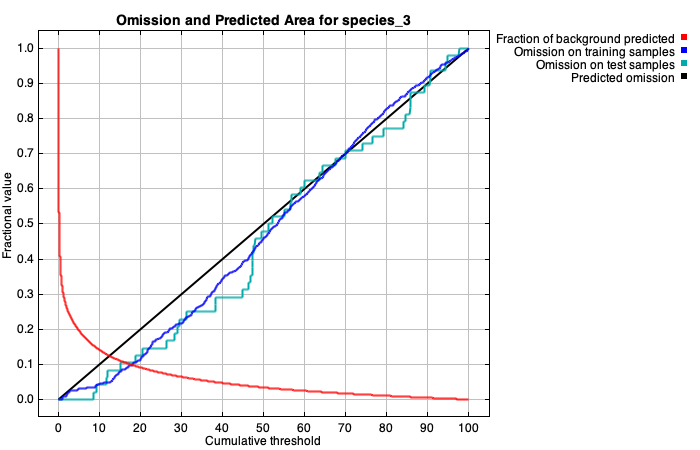 Omission and Predicted Area for species_3
Fraction of background predicted
Omission on training samples
Omission on test samples
Predicted omission
Fractional value
1.0
0.9
0.8
0.7
0.6
0.5
0.4
0.3
0.2
0.1
0.0
0 10 20 30 40 50 60 70 80 90 100
Cumulative threshold